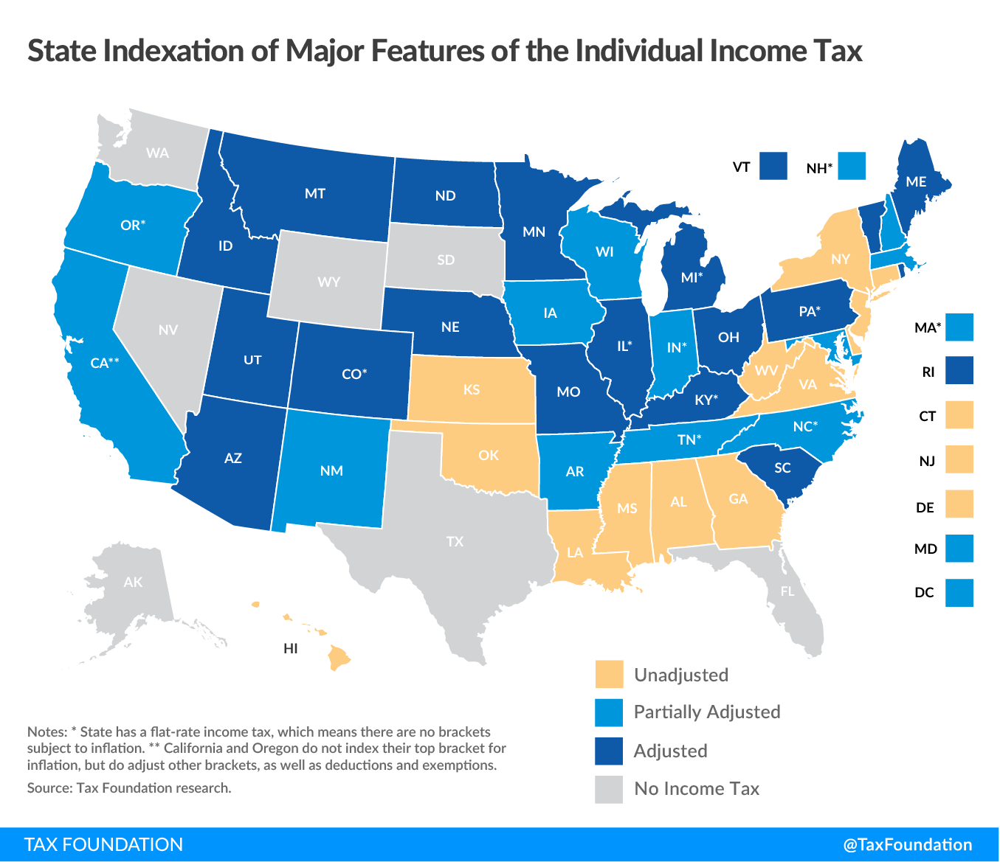 State Indexation of Major Features of the Individual Income Tax
WA
MT
ND
MN
VT
NH*
ME
OR*
ID
SD
WI
NY
WY
MI*
NV
UT
NE
IA
PA*
CA**
CO*
IL*
IN*
OH
MA*
KS
MO
KY*
WV
VA
RI
AZ
NM
OK
AR
TN*
NC*
CT
SC
NJ
TX
LA
MS
AL
GA
DE
MD
AK
FL
DC
HI
Unadjusted
Partially Adjusted
Adjusted
No Income Tax
Notes: * State has a flat-rate income tax, which means there are no brackets
subject to inflation. ** California and Oregon do not index their top bracket for
inflation, but do adjust other brackets, as well as deductions and exemptions.
Source: Tax Foundation research.
TAX FOUNDATION
@TaxFoundation